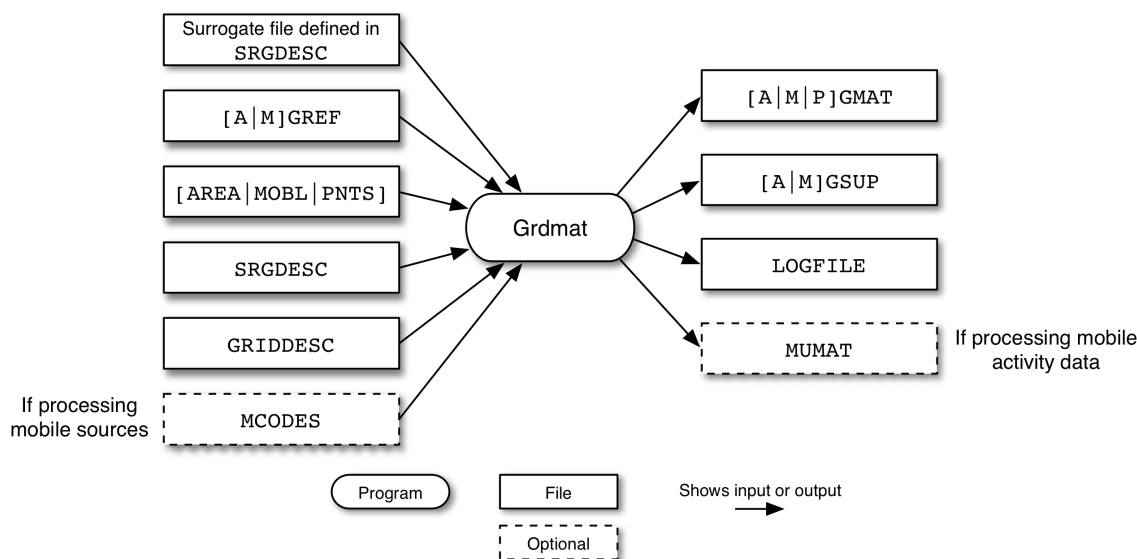 Surrogate file defined in
SRGDESC
[A|M]GREF
[AREA|MOBL|PNTS]
SRGDESC
GRIDDESC
If processing
mobile sources
MCODES
Grdmat
[A|M|P]GMAT
[A|M]GSUP
LOGFILE
MUMAT
If processing mobile
activity data
Program
File
Shows input or output
Optional